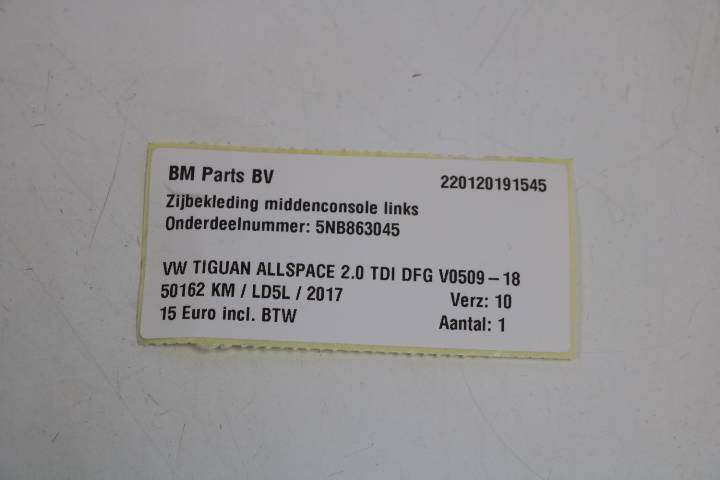 BM Parts BV 220120191545
Zijbekleding middenconsole links
Onderdeelnummer: 5NB863045
VW TIGUAN ALLSPACE 2.0 TDI DFG V0509-18
50162 KM / LD5L / 2017 Verz: 10
15 Euro incl. BTW Aantal: 1